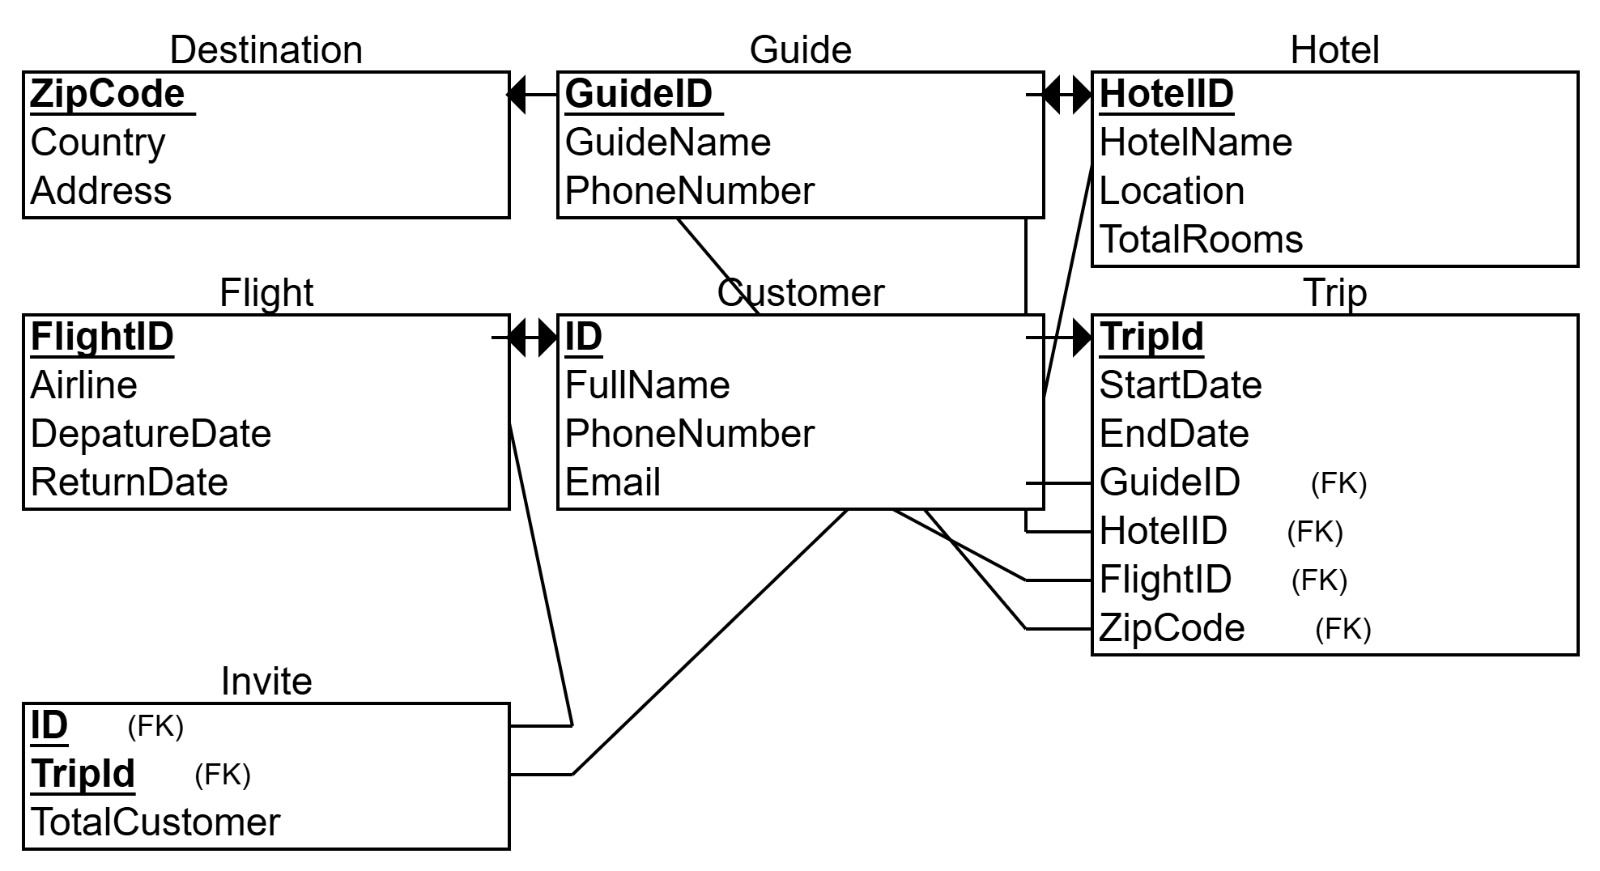 Destination
ZipCode
Country
Address
Guide
GuideID
GuideName
PhoneNumber
Hotel
HotelID
HotelName
Location
TotalRooms
Flight
FlightID
Airline
DepatureDate
ReturnDate
Customer
ID
FullName
PhoneNumber
Email
Trip
TripId
StartDate
EndDate
GuideID (FK)
HotelID (FK)
FlightID (FK)
ZipCode (FK)
Invite
ID (FK)
TripId (FK)
TotalCustomer